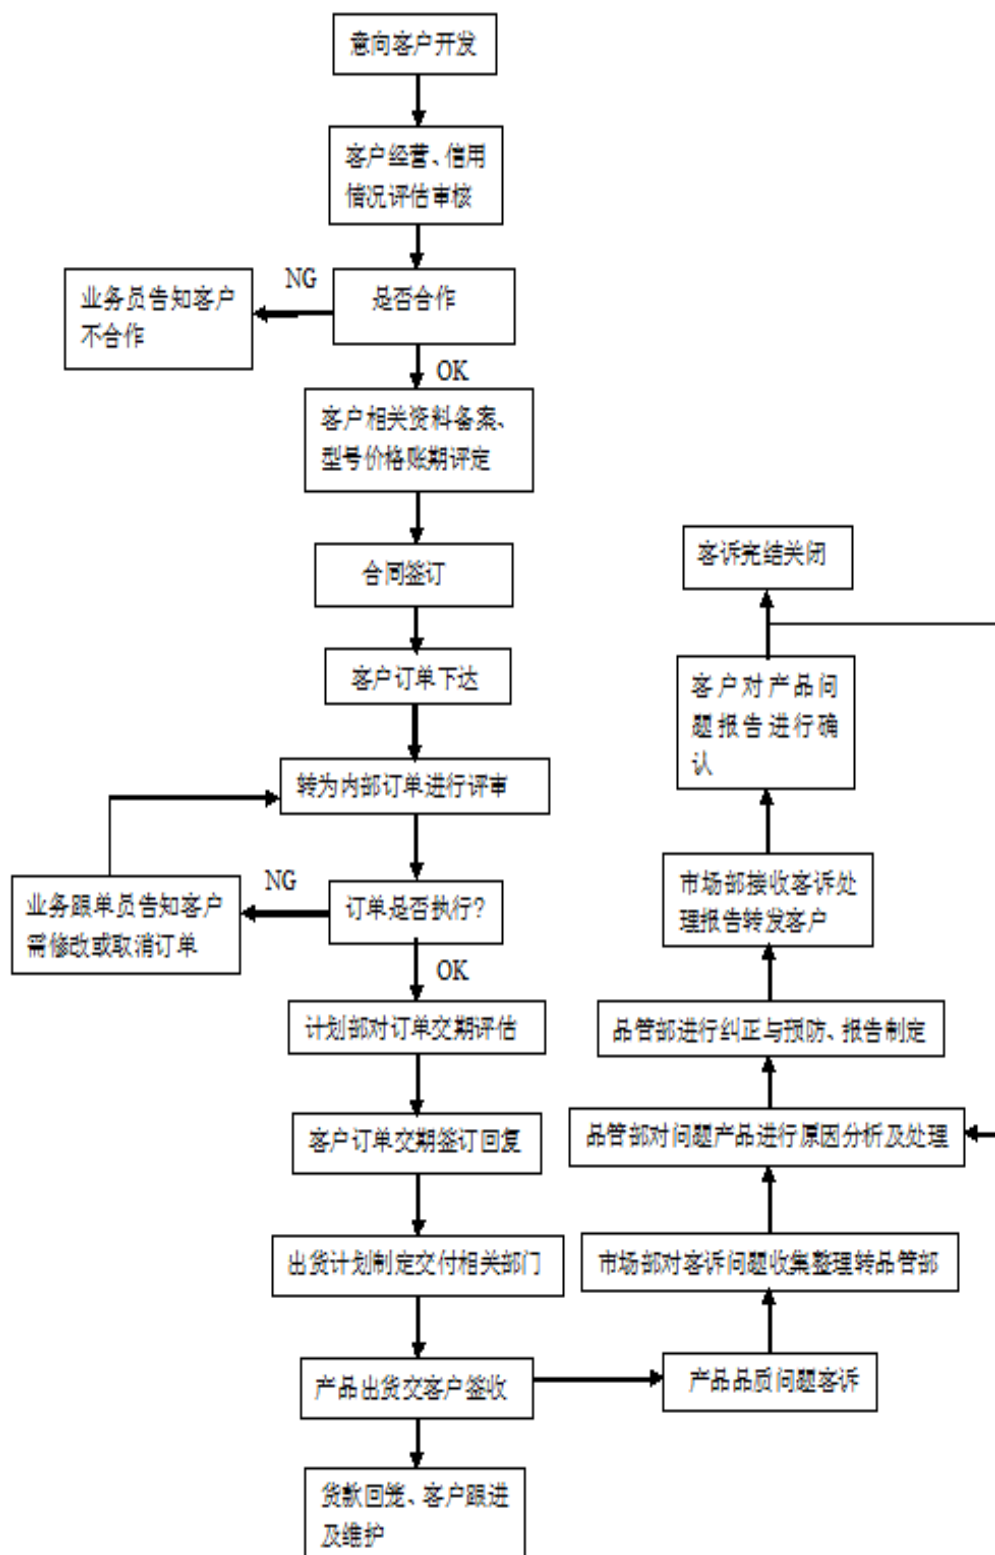 意向客户开发
客户经营、信用
情况评估审核
NG
是否合作
业务员告知客户
不合作
OK
客户相关资料备案、
型号价格账期评定
合同签订
客户订单下达
转为内部订单进行评审
NG
订单是否执行?
业务跟单员告知客户
需修改或取消订单
OK
计划部对订单交期评估
客户订单交期签订回复
出货计划制定交付相关部门
产品出货交客户签收
货款回笼、客户跟进
及维护
客诉完结关闭
客户对产品问
题报告进行确
认
市场部接收客诉处
理报告转发客户
品管部进行纠正与预防、报告制定
品管部对问题产品进行原因分析及处理
市场部对客诉问题收集整理转品管部
产品品质问题客诉